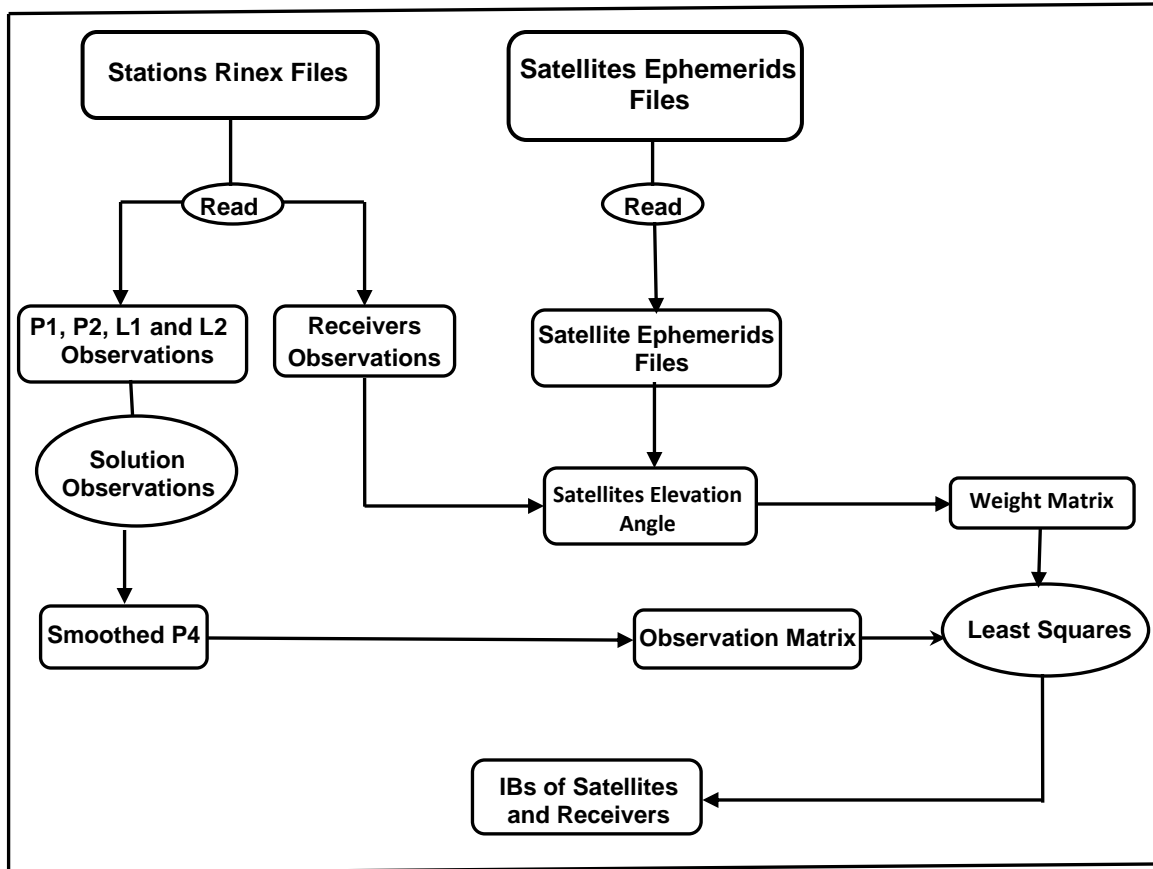 Stations Rinex Files
Satellites Ephemerids
Files
Read
Read
P1, P2, L1 and L2
Observations
Receivers
Observations
Satellite Ephemerids
Files
Solution
Observations
Satellites Elevation
Angle
Weight Matrix
Smoothed P4
Observation Matrix
Least Squares
IBs of Satellites
and Receivers